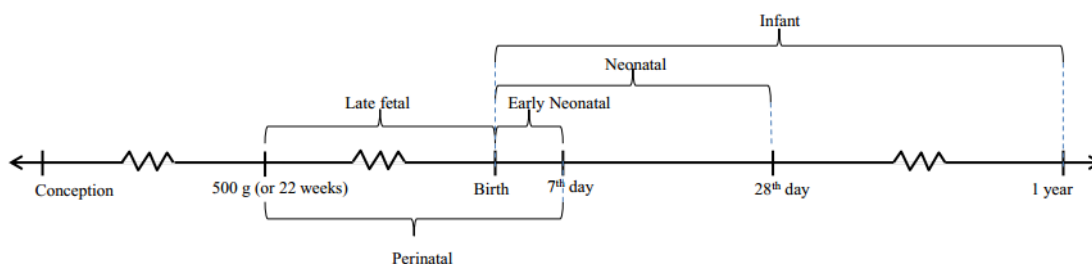 Infant
Neonatal
Late fetal
Early Neonatal
Conception
500 g (or 22 weeks)
Birth
7th day
28th day
1 year
Perinatal